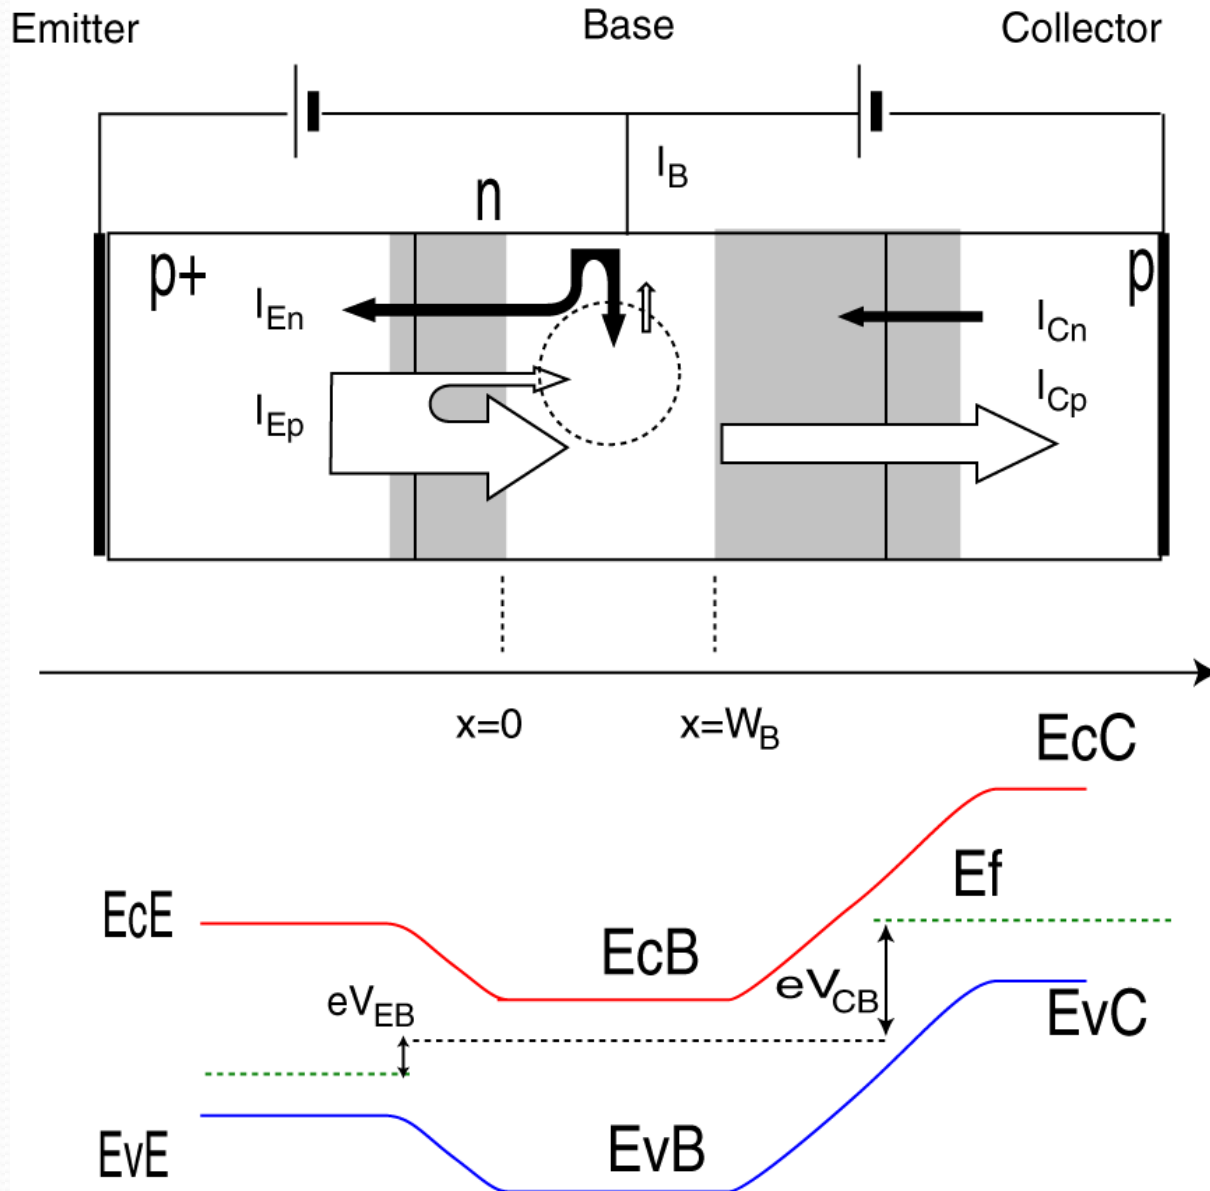 Emitter
Base
Collector
I_B
n
p+
p
I_En
I_Cn
I_Ep
I_Cp
x=0
x=W_B
EcC
Ef
EcE
EcB
eV_EB
eV_CB
EvC
EvE
EvB